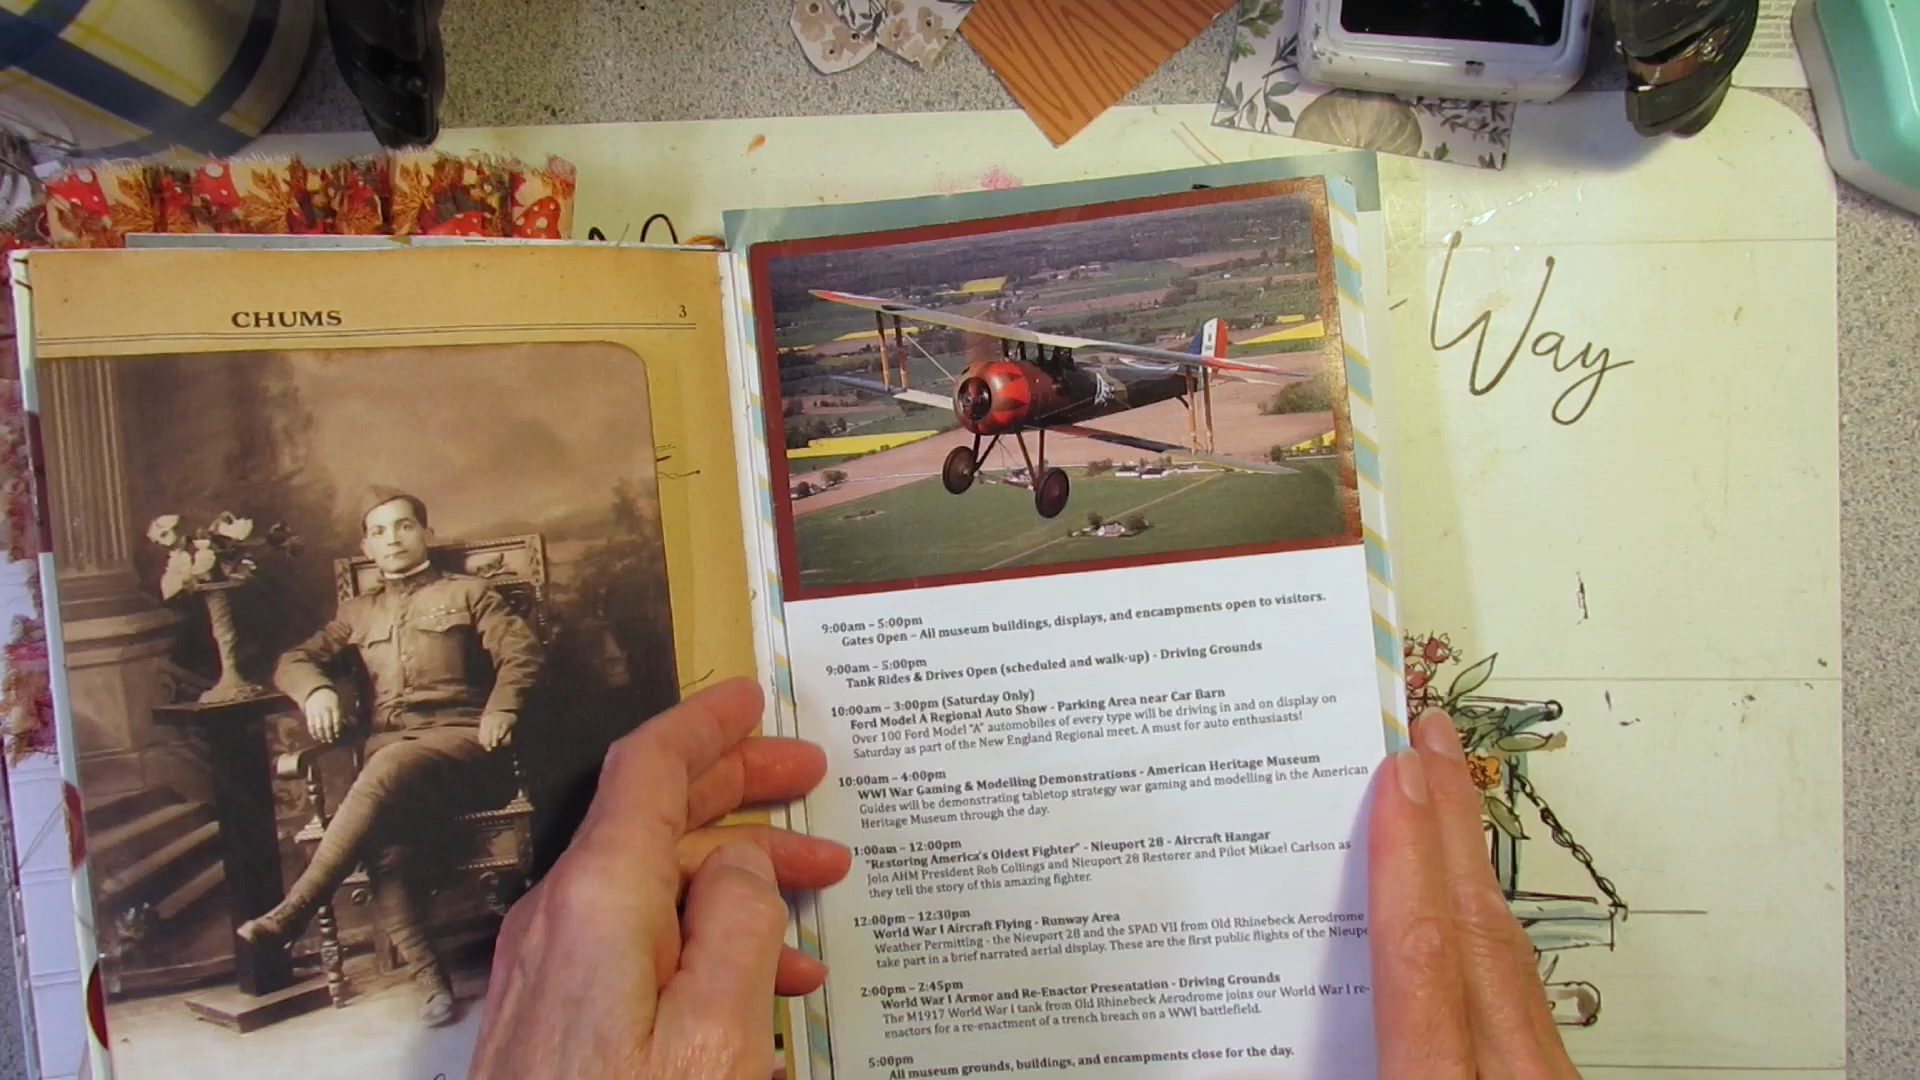 CHUMS
3
Way
9:00am – 5:00pm
Gates Open – All museum buildings, displays, and encampments open to visitors.
9:00am – 5:00pm
Tank Rides & Drives Open (scheduled and walk-up) - Driving Grounds
10:00am – 3:00pm (Saturday Only)
Ford Model A Regional Auto Show - Parking Area near Car Barn
Over 100 Ford Model "A" automobiles of every type will be driving in and on display on
Saturday as part of the New England Regional meet. A must for auto enthusiasts!
10:00am – 4:00pm
WWI War Gaming & Modelling Demonstrations - American Heritage Museum
Guides will be demonstrating tabletop strategy war gaming and modelling in the American
Heritage Museum through the day.
1:00am – 12:00pm
"Restoring America's Oldest Fighter" - Nieuport 28 - Aircraft Hangar
Join AHM President Rob Collings and Nieuport 28 Restorer and Pilot Mikael Carlson as
they tell the story of this amazing fighter.
12:00pm – 12:30pm
World War I Aircraft Flying - Runway Area
Weather Permitting - the Nieuport 28 and the SPAD VII from Old Rhinebeck Aerodrome
take part in a brief narrated aerial display. These are the first public flights of the
2:00pm – 2:45pm
World War I Armor and Re-Enactor Presentation - Driving Grounds
The M1917 World War I tank from Old Rhinebeck Aerodrome joins our World War I re-
enactors for a re-enactment of a trench breach on a WWI battlefield.
5:00pm
All museum grounds, buildings, and encampments close for the day.